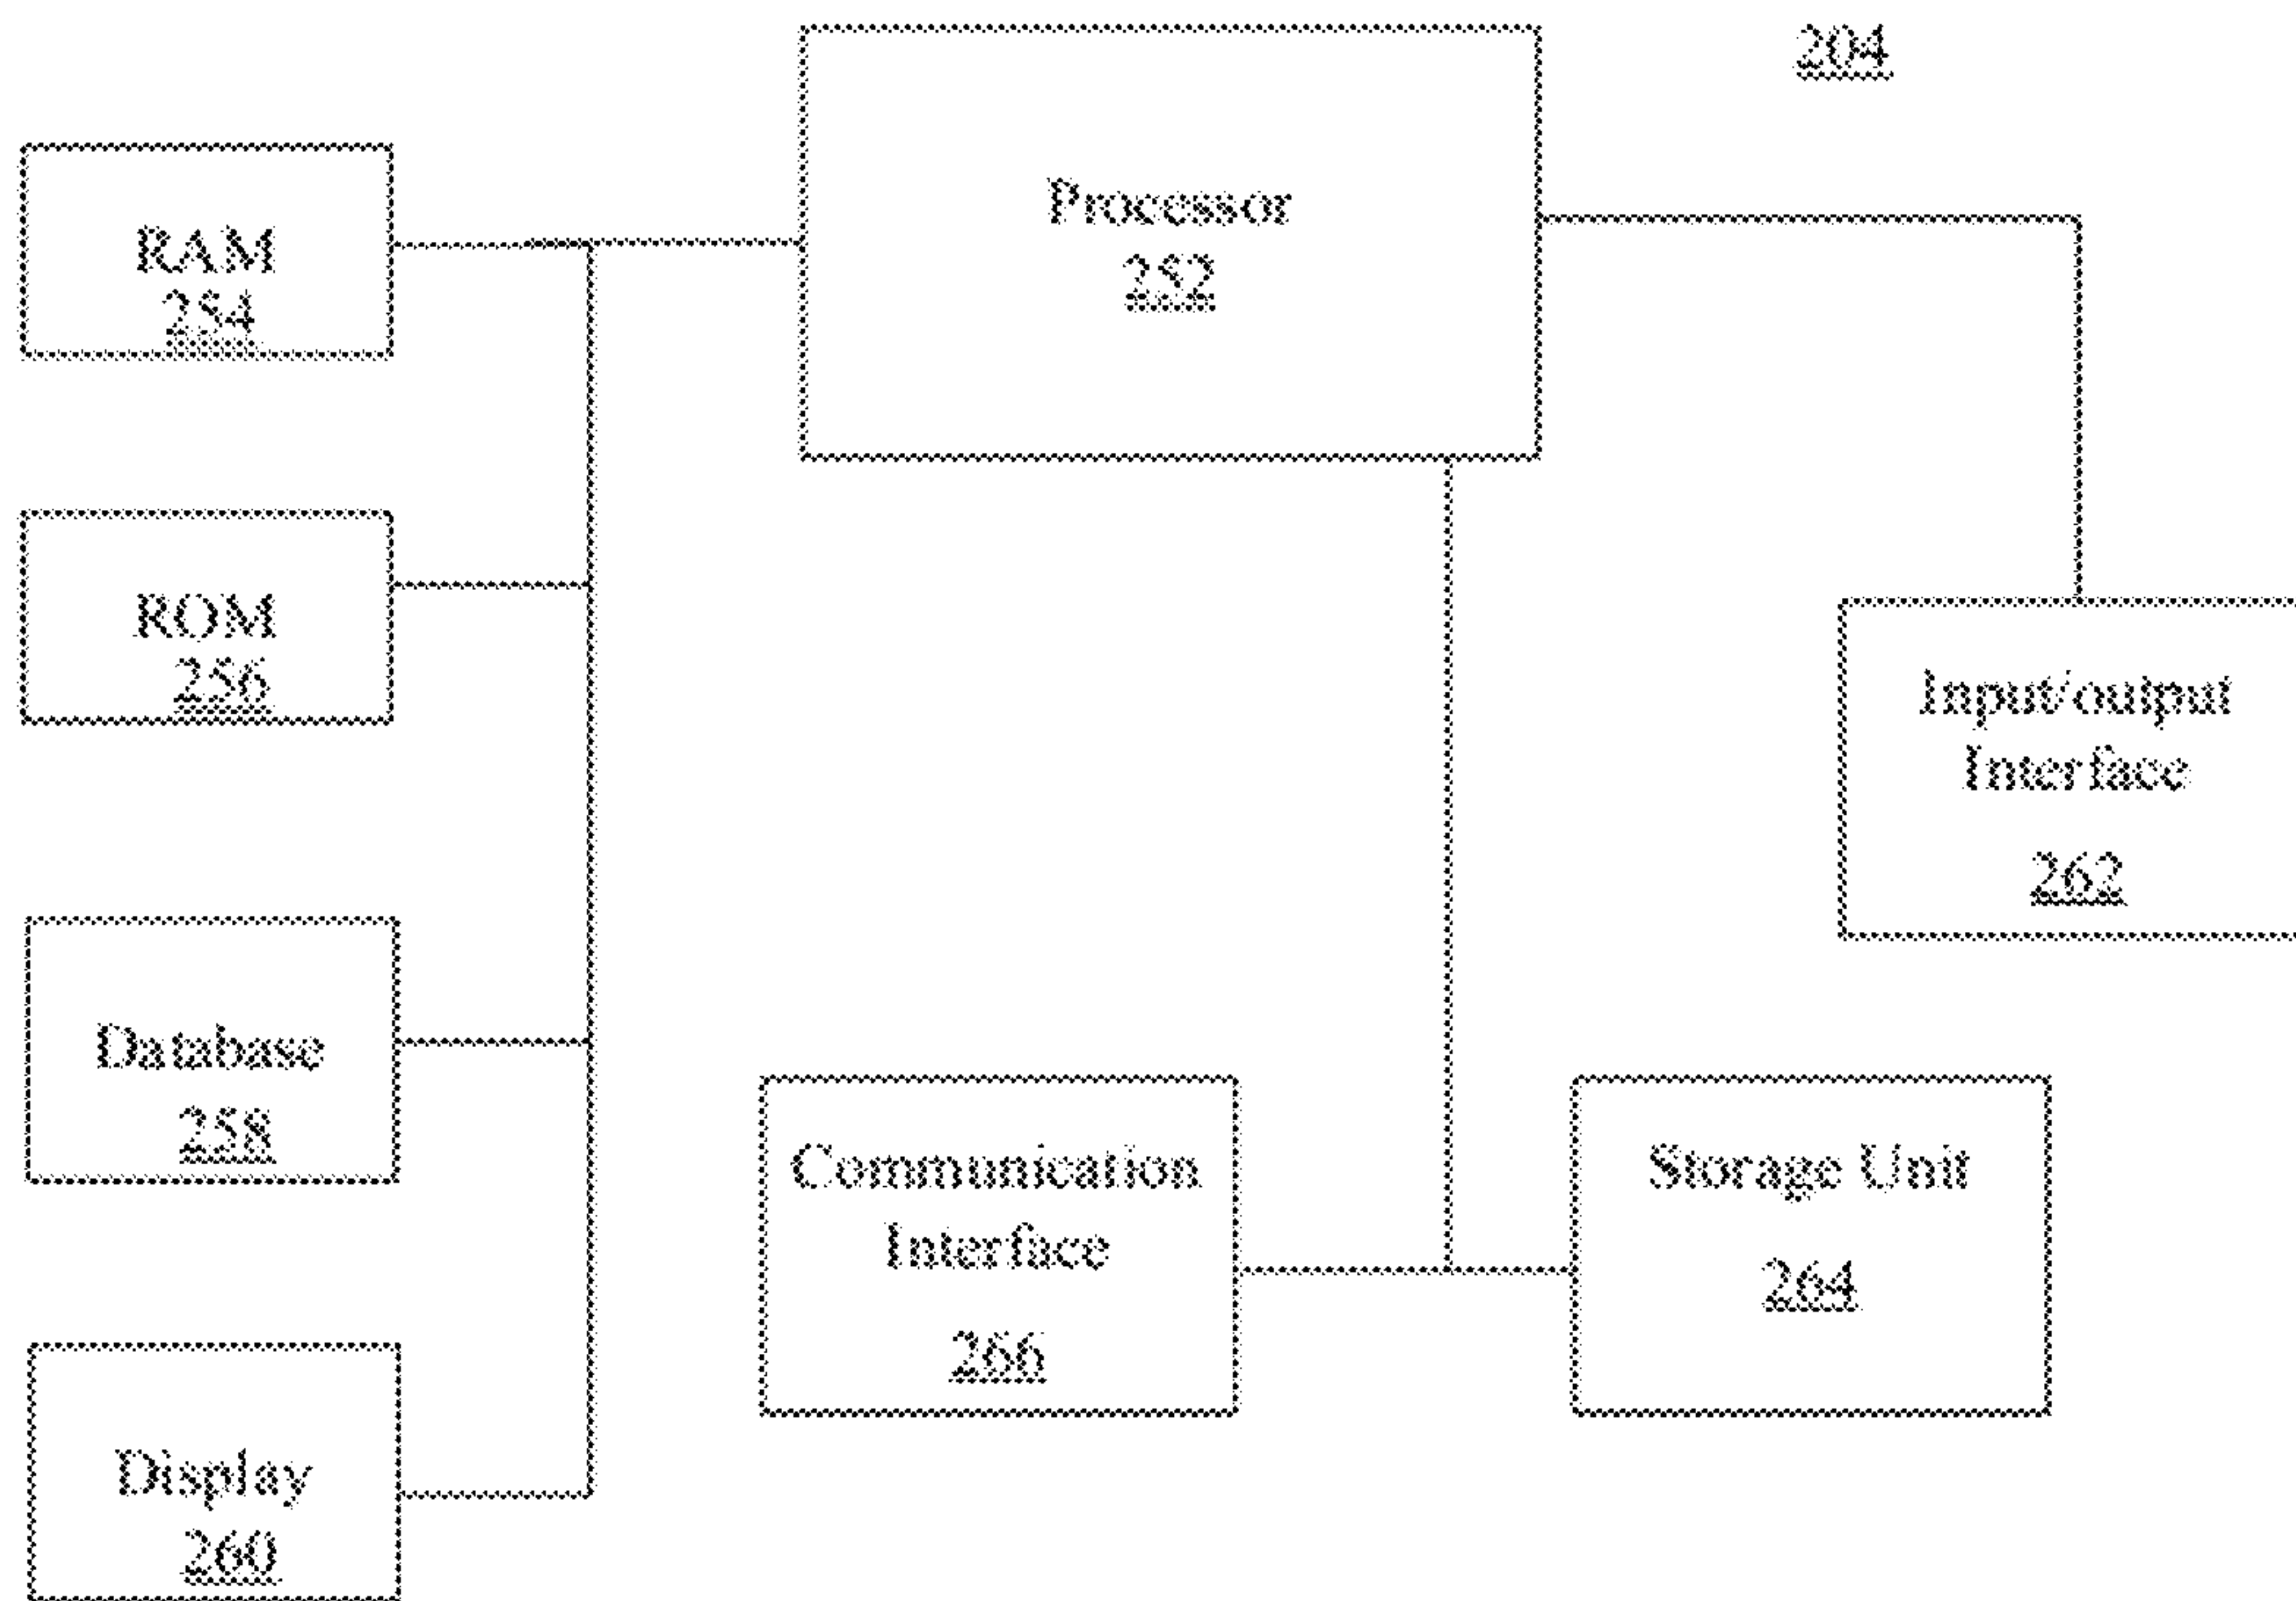 204
Processor
252
RAM
254
ROM
256
Input/output
Interface
262
Database
258
Communication
Interface
266
Storage Unit
264
Display
260